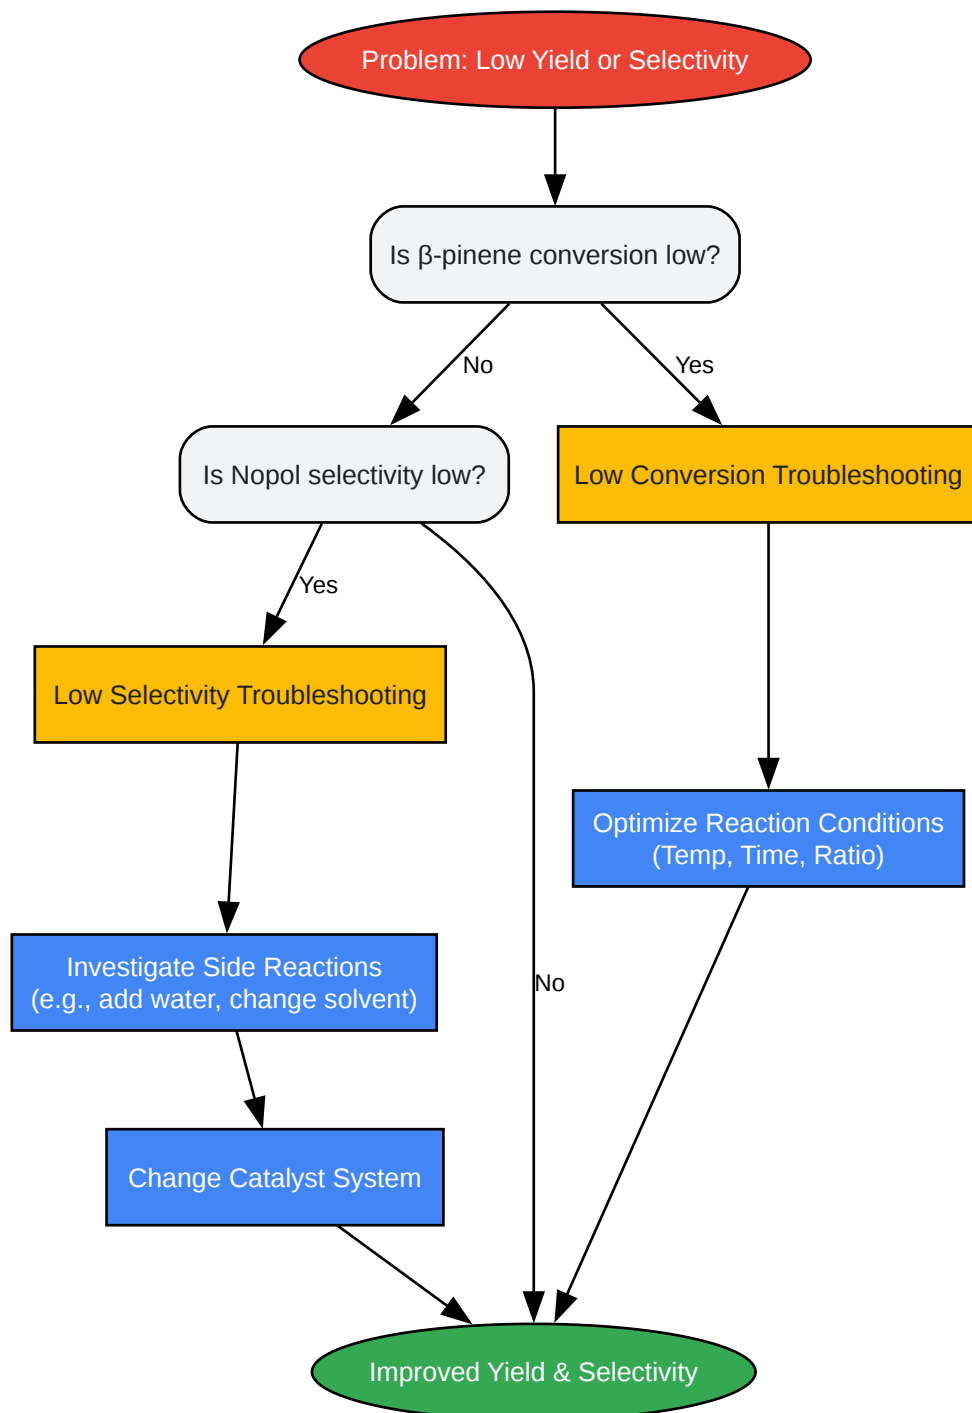 Problem: Low Yield or Selectivity
Is β-pinene conversion low?
No
Yes
Is Nopol selectivity low?
Low Conversion Troubleshooting
Yes
Low Selectivity Troubleshooting
Optimize Reaction Conditions
(Temp, Time, Ratio)
Investigate Side Reactions
(e.g., add water, change solvent)
No
Change Catalyst System
Improved Yield & Selectivity